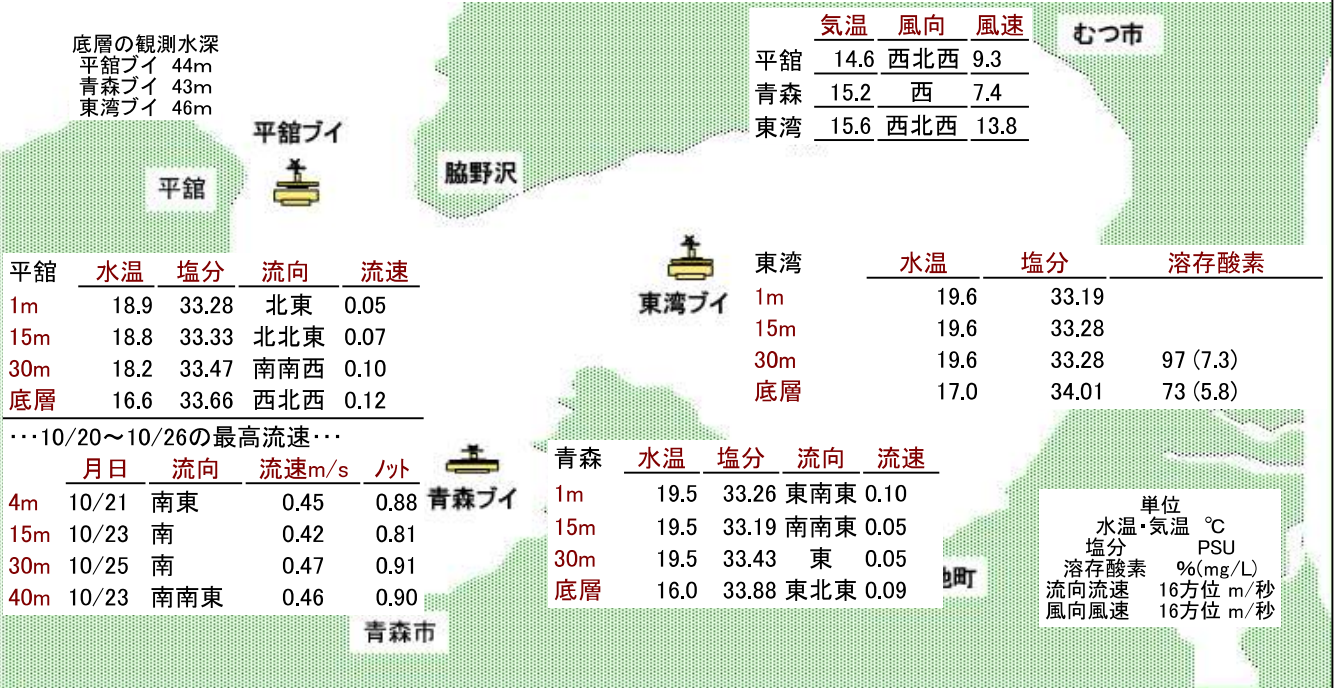 底層の観測水深
平舘ブイ 44m
青森ブイ 43m
東湾ブイ 46m
気温 風向 風速
平舘 14.6 西北西 9.3
青森 15.2 西 7.4
東湾 15.6 西北西 13.8
むつ市
平舘ブイ
平舘
脇野沢
東湾ブイ
平舘 水温 塩分 流向 流速
1m 18.9 33.28 北東 0.05
15m 18.8 33.33 北北東 0.07
30m 18.2 33.47 南南西 0.10
底層 16.6 33.66 西北西 0.12
東湾 水温 塩分 溶存酸素
1m 19.6 33.19
15m 19.6 33.28
30m 19.6 33.28 97 (7.3)
底層 17.0 34.01 73 (5.8)
…10/20～10/26の最高流速…
月日 流向 流速m/s ノット
4m 10/21 南東 0.45 0.88
15m 10/23 南 0.42 0.81
30m 10/25 南 0.47 0.91
40m 10/23 南南東 0.46 0.90
青森ブイ
青森 水温 塩分 流向 流速
1m 19.5 33.26 東南東 0.10
15m 19.5 33.19 南南東 0.05
30m 19.5 33.43 東 0.05
底層 16.0 33.88 東北東 0.09
町
青森市
単位
水温・気温 ℃
塩分 PSU
溶存酸素 %(mg/L)
流向流速 16方位 m/秒
風向風速 16方位 m/秒